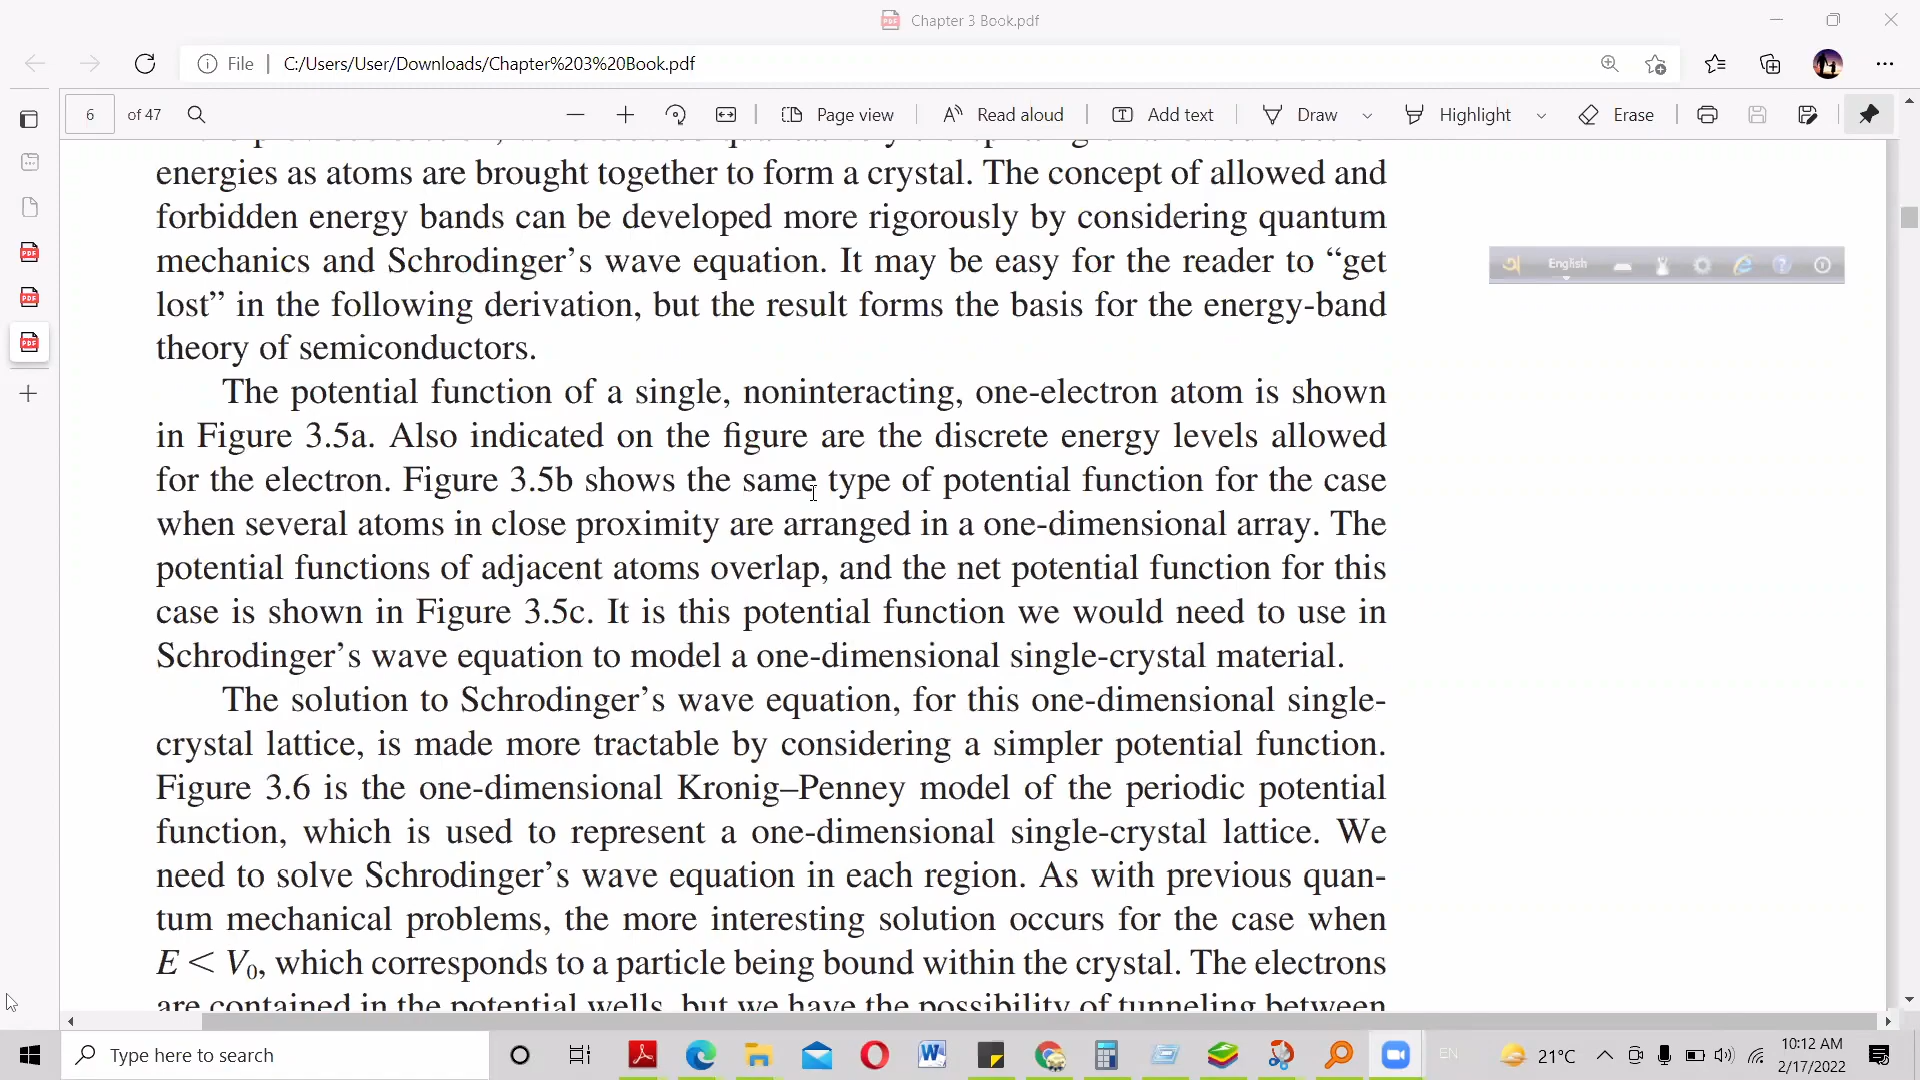 Chapter 3 Book.pdf
File
C:/Users/User/Downloads/Chapter%203%20Book.pdf
6 of 47
Page view
Read aloud
Add text
Draw
Highlight
Erase
energies as atoms are brought together to form a crystal. The concept of allowed and
forbidden energy bands can be developed more rigorously by considering quantum
mechanics and Schrodinger’s wave equation. It may be easy for the reader to “get
lost” in the following derivation, but the result forms the basis for the energy-band
theory of semiconductors.
The potential function of a single, noninteracting, one-electron atom is shown
in Figure 3.5a. Also indicated on the figure are the discrete energy levels allowed
for the electron. Figure 3.5b shows the same type of potential function for the case
when several atoms in close proximity are arranged in a one-dimensional array. The
potential functions of adjacent atoms overlap, and the net potential function for this
case is shown in Figure 3.5c. It is this potential function we would need to use in
Schrodinger’s wave equation to model a one-dimensional single-crystal material.
The solution to Schrodinger’s wave equation, for this one-dimensional single-
crystal lattice, is made more tractable by considering a simpler potential function.
Figure 3.6 is the one-dimensional Kronig–Penney model of the periodic potential
function, which is used to represent a one-dimensional single-crystal lattice. We
need to solve Schrodinger’s wave equation in each region. As with previous quan-
tum mechanical problems, the more interesting solution occurs for the case when
E < V₀, which corresponds to a particle being bound within the crystal. The electrons
are contained in the potential wells, but we have the possibility of tunneling between
English
Type here to search
EN
21°C
10:12 AM
2/17/2022